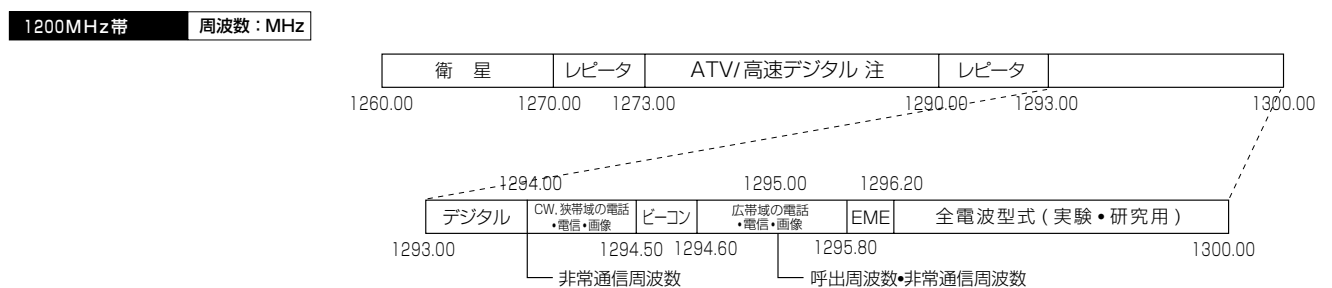 1200MHz帯 周波数：MHz
衛 星 レピータ ATV/高速デジタル 注 レピータ
1260.00 1270.00 1273.00 1290.00 1293.00 1300.00
1294.00 1295.00 1296.20
デジタル CW,狭帯域の電話 ビーコン 広帯域の電話 EME 全電波型式(実験•研究用)
•電信•画像 •電信•画像
1293.00 1294.50 1294.60 1295.80 1300.00
非常通信周波数 呼出周波数•非常通信周波数